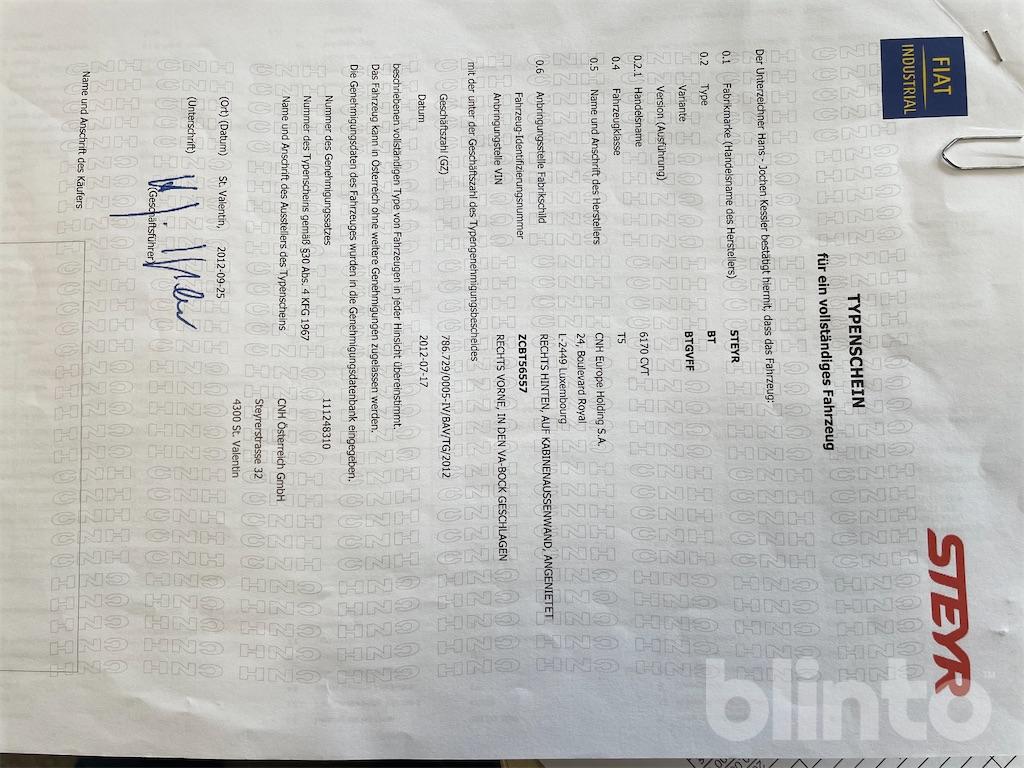 FIAT
INDUSTRIAL
STEYR
TYPENSCHEIN
für ein vollständiges Fahrzeug
Der Unterzeichner Hans - Jochen Kessler bestätigt hiermit, dass das Fahrzeug:
0.1 Fabrikmarke (Handelsname des Herstellers) STEYR
0.2 Type BT
Variante BTGVFF
Version (Ausführung)
0.2.1 Handelsname 6170 CVT
0.4 Fahrzeugklasse T5
0.5 Name und Anschrift des Herstellers CNH Europe Holding S.A.
24, Boulevard Royal
L-2449 Luxembourg
0.6 Anbringungsstelle Fabrikschild RECHTS HINTEN, AUF KABINENAUSSENWAND, ANGENIETET
Fahrzeug-Identifizierungsnummer ZCBT56557
Anbringungstelle VIN RECHTS VORNE, IN DEN VA-BOCK GESCHLAGEN
mit der unter der Geschäftszahl des Typengenehmigungsbescheides
Geschäftszahl (GZ) 786.729/0005-IV/BAV/TG/2012
Datum 2012-07-17
beschriebenen vollständigen Type von Fahrzeugen in jeder Hinsicht übereinstimmt.
Das Fahrzeug kann in Österreich ohne weitere Genehmigungen zugelassen werden.
Die Genehmigungsdaten des Fahrzeuges wurden in die Genehmigungsdatenbank eingegeben.
Nummer des Genehmigungssatzes 111248310
Nummer des Typenscheins gemäß §30 Abs. 4 KFG 1967
Name und Anschrift des Ausstellers des Typenscheins CNH Österreich GmbH
Steyrerstrasse 32
4300 St. Valentin
(Ort) (Datum) St. Valentin, 2012-09-25
(Unterschrift)
(Geschäftsführer)
Name und Anschrift des Käufers
blinto